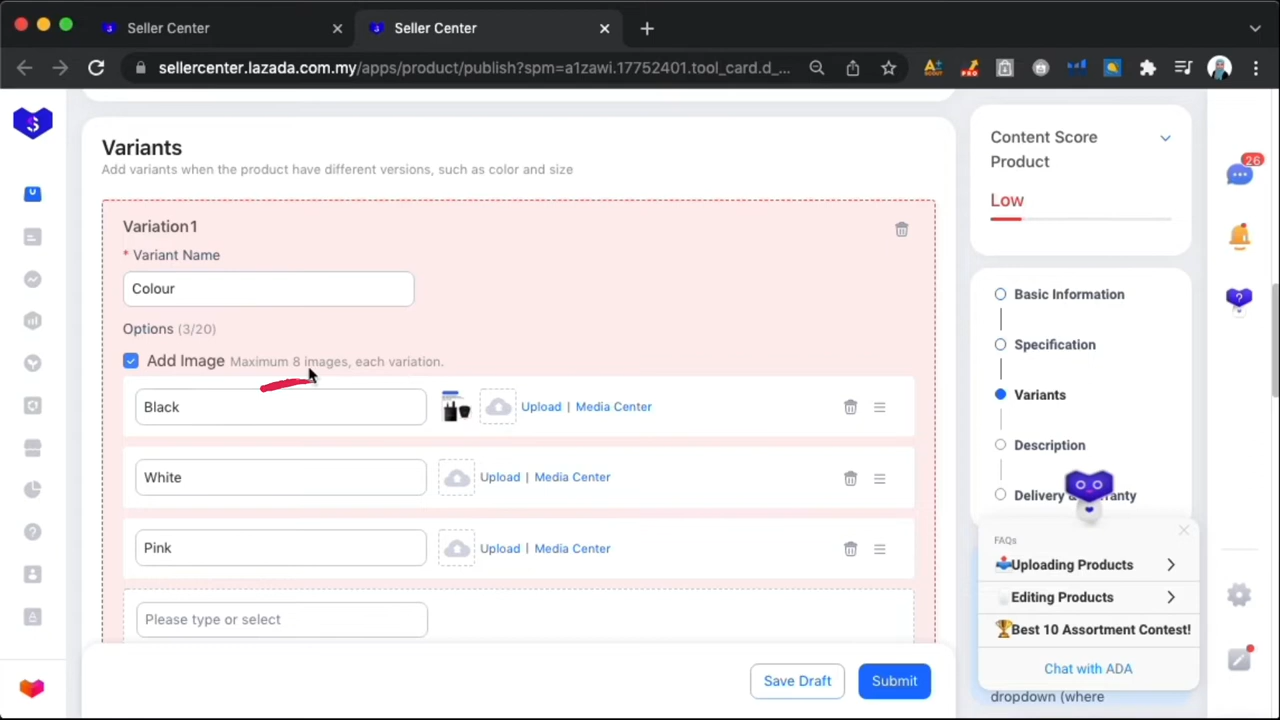 Seller Center
Seller Center
sellercenter.lazada.com.my/apps/product/publish?spm=a1zawi.17752401.tool_card.d_...
Variants
Add variants when the product have different versions, such as color and size
Variation1
* Variant Name
Colour
Options (3/20)
Add Image Maximum 8 images, each variation.
Black
Upload | Media Center
White
Upload | Media Center
Pink
Upload | Media Center
Please type or select
Save Draft
Submit
Content Score
Product
Low
Basic Information
Specification
Variants
Description
Delivery & Warranty
FAQs
Uploading Products
Editing Products
Best 10 Assortment Contest!
Chat with ADA
dropdown (where
26